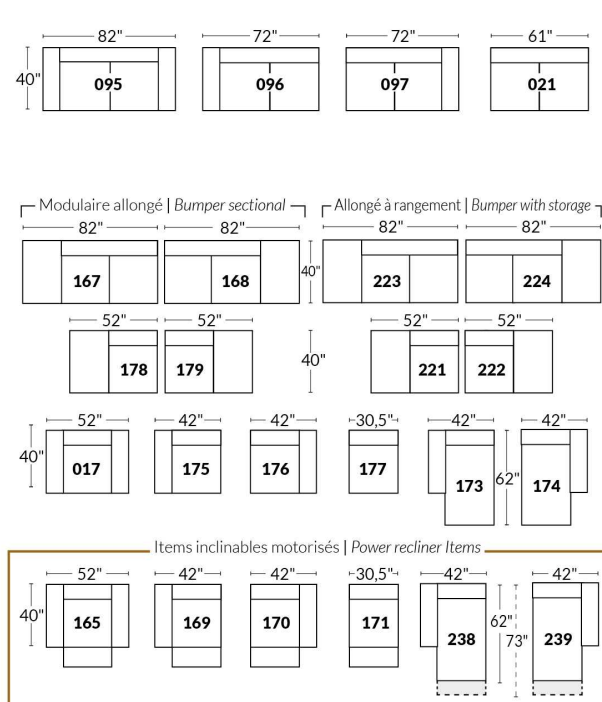 82" 72" 72" 61"
40" 095 096 097 021
Modulaire allongé | Bumper sectional Allongé à rangement | Bumper with storage
82" 82" 82" 82"
167 168 40" 223 224
52" 52" 52" 52"
178 179 40" 221 222
52" 42" 42" 30,5" 42" 42"
40" 017 175 176 177 173 62" 174
Items inclinables motorisés | Power recliner Items
52" 42" 42" 30,5" 42" 42"
40" 165 169 170 171 238 62" 73" 239